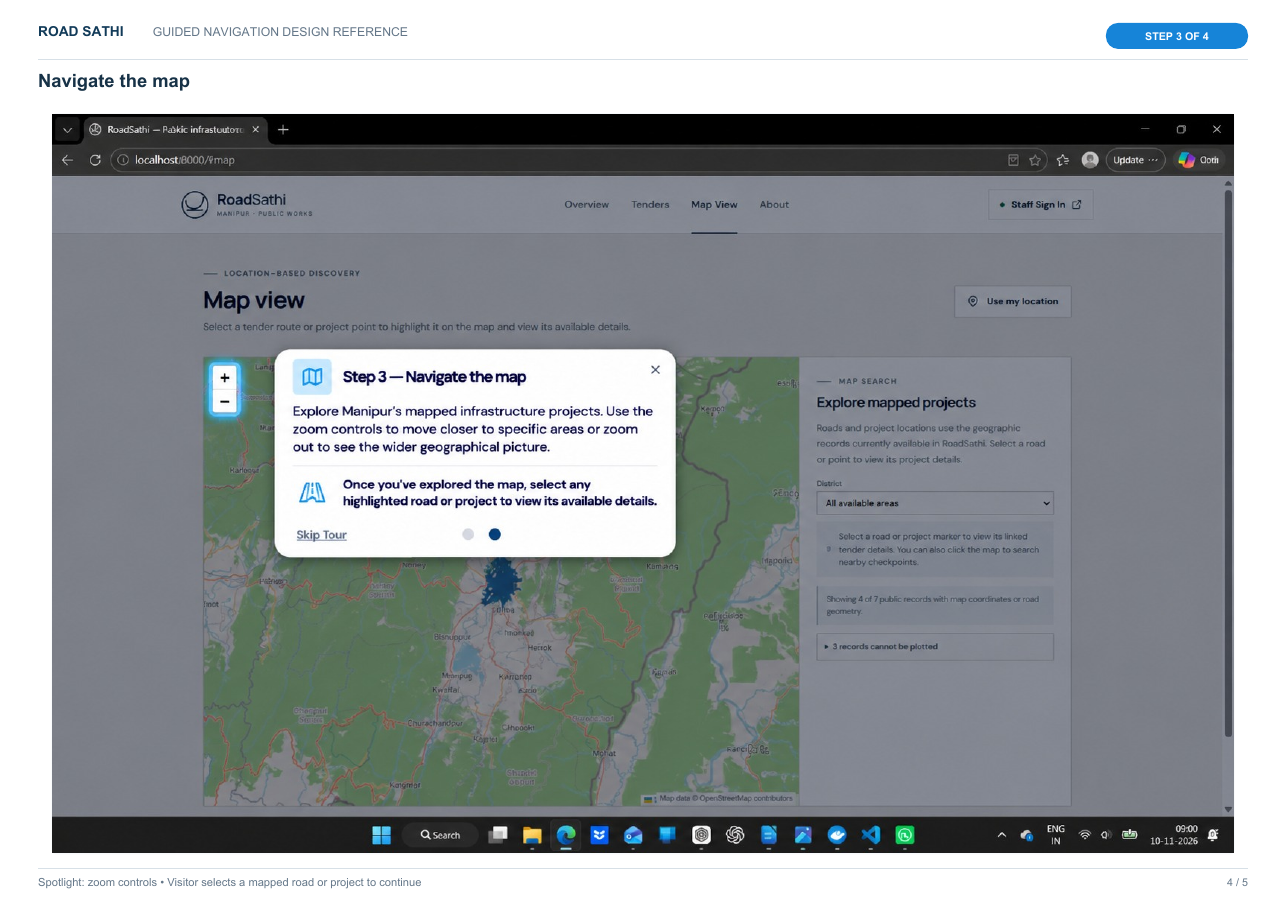 ROAD SATHI GUIDED NAVIGATION DESIGN REFERENCE
STEP 3 OF 4
Navigate the map
RoadSathi —
localhost:8000/#map
Update
RoadSathi
MANIPUR · PUBLIC WORKS
Overview Tenders Map View About
Staff Sign In
LOCATION-BASED DISCOVERY
Map view
Select a tender route or project point to highlight it on the map and view its available details.
Use my location
+
−
Step 3 — Navigate the map
Explore Manipur's mapped infrastructure projects. Use the
zoom controls to move closer to specific areas or zoom
out to see the wider geographical picture.
Once you've explored the map, select any
highlighted road or project to view its available details.
Skip Tour
MAP SEARCH
Explore mapped projects
Roads and project locations use the geographic
records currently available in RoadSathi. Select a road
or point to view its project details.
District
All available areas
Select a road or project marker to view its linked
tender details. You can also click the map to search
nearby checkpoints.
Showing 4 of 7 public records with map coordinates or road
geometry.
3 records cannot be plotted
Kamjong
Churachandpur
Map data © OpenStreetMap contributors
Search
ENG
IN
09:00
10-11-2026
Spotlight: zoom controls • Visitor selects a mapped road or project to continue
4 / 5